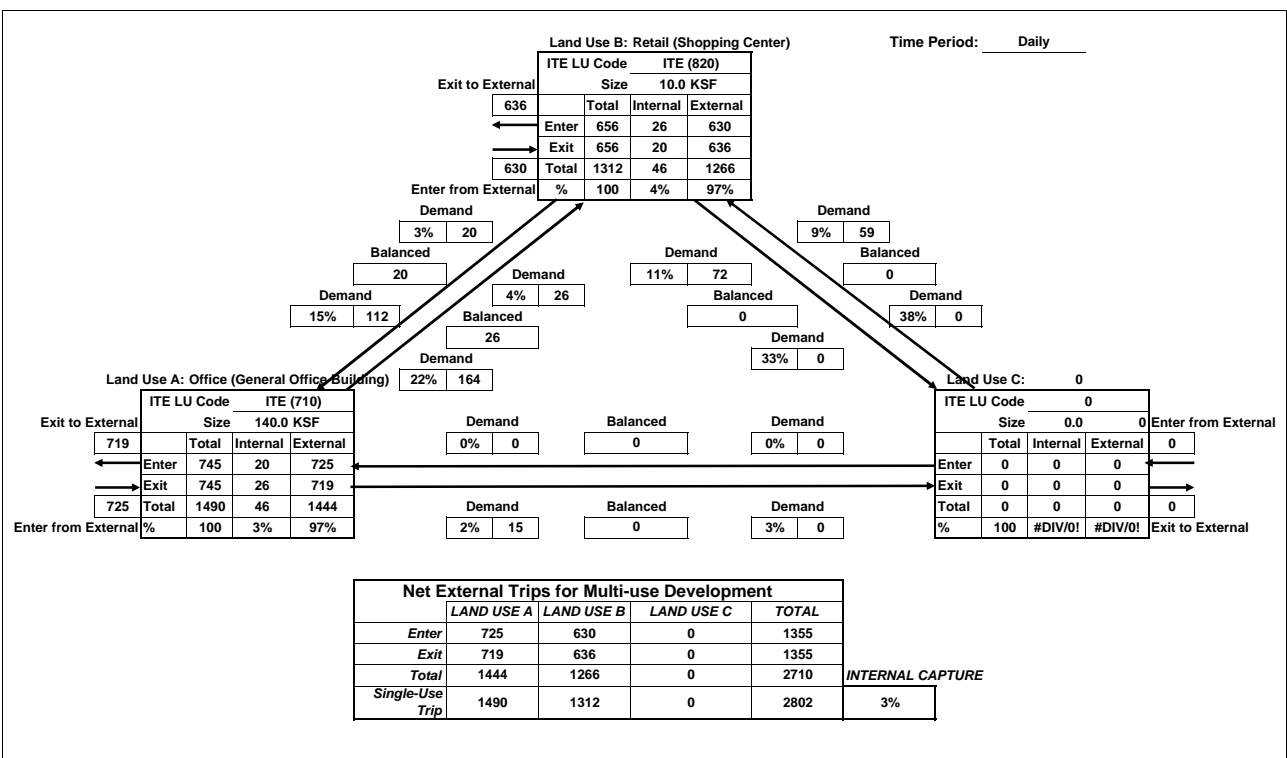 Land Use B: Retail (Shopping Center) Time Period: Daily
ITE LU Code ITE (820)
Exit to External Size 10.0 KSF
636 Total Internal External
Enter 656 26 630
Exit 656 20 636
630 Total 1312 46 1266
Enter from External % 100 4% 97%
Demand Demand
3% 20 9% 59
Balanced Demand Balanced
20 Demand 11% 72 0
Demand 4% 26 Balanced Demand
15% 112 Balanced 0 38% 0
26 Demand
Demand 33% 0
Land Use A: Office (General Office Building) 22% 164 Land Use C: 0
ITE LU Code ITE (710) ITE LU Code 0
Exit to External Size 140.0 KSF Demand Balanced Demand Size 0.0 0 Enter from External
719 Total Internal External 0% 0 0 0% 0 Total Internal External 0
Enter 745 20 725 Enter 0 0 0
Exit 745 26 719 Exit 0 0 0
725 Total 1490 46 1444 Demand Balanced Demand Total 0 0 0 0
Enter from External % 100 3% 97% 2% 15 0 3% 0 % 100 #DIV/0! #DIV/0! Exit to External
Net External Trips for Multi-use Development
LAND USE A LAND USE B LAND USE C TOTAL
Enter 725 630 0 1355
Exit 719 636 0 1355
Total 1444 1266 0 2710 INTERNAL CAPTURE
Single-Use
Trip 1490 1312 0 2802 3%